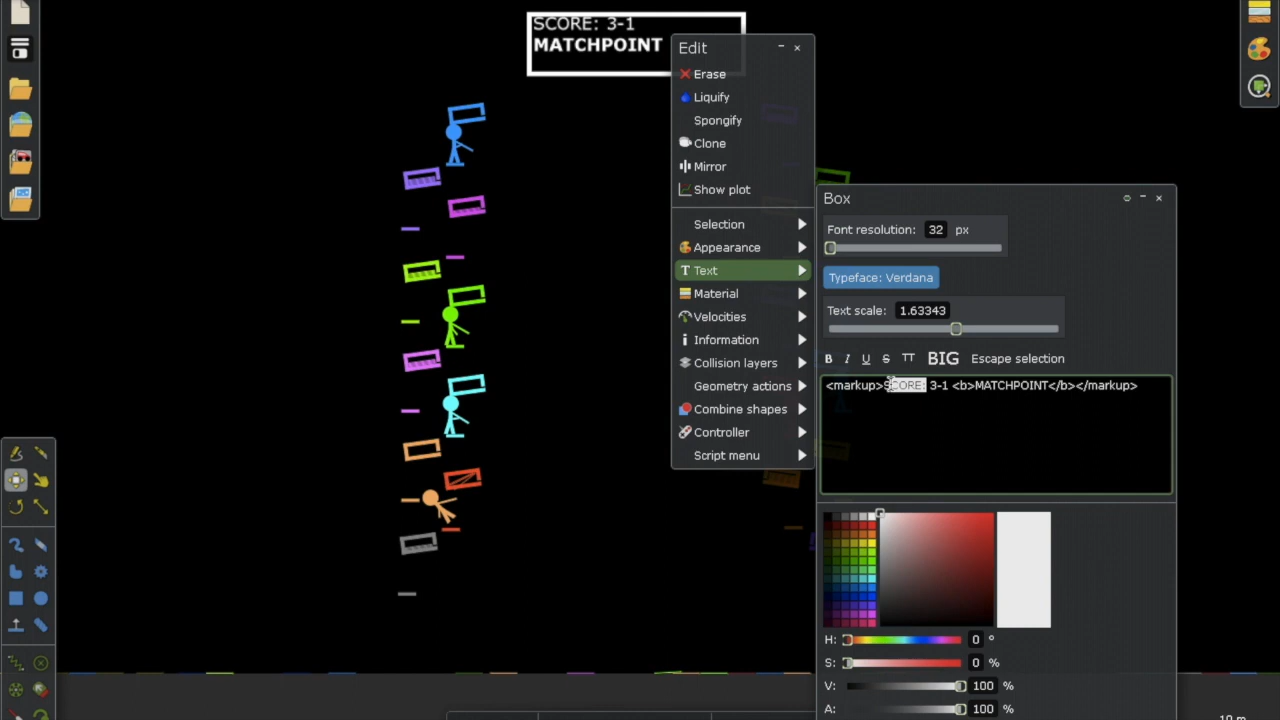 SCORE: 3-1
MATCHPOINT
Edit
Erase
Liquify
Spongify
Clone
Mirror
Show plot
Selection
Appearance
Text
Material
Velocities
Information
Collision layers
Geometry actions
Combine shapes
Controller
Script menu
Box
Font resolution: 32 px
Typeface: Verdana
Text scale: 1.63343
B I U S TT BIG Escape selection
<markup>SCORE: 3-1 <b>MATCHPOINT</b></markup>
H: 0 °
S: 0 %
V: 100 %
A: 100 %
10 m